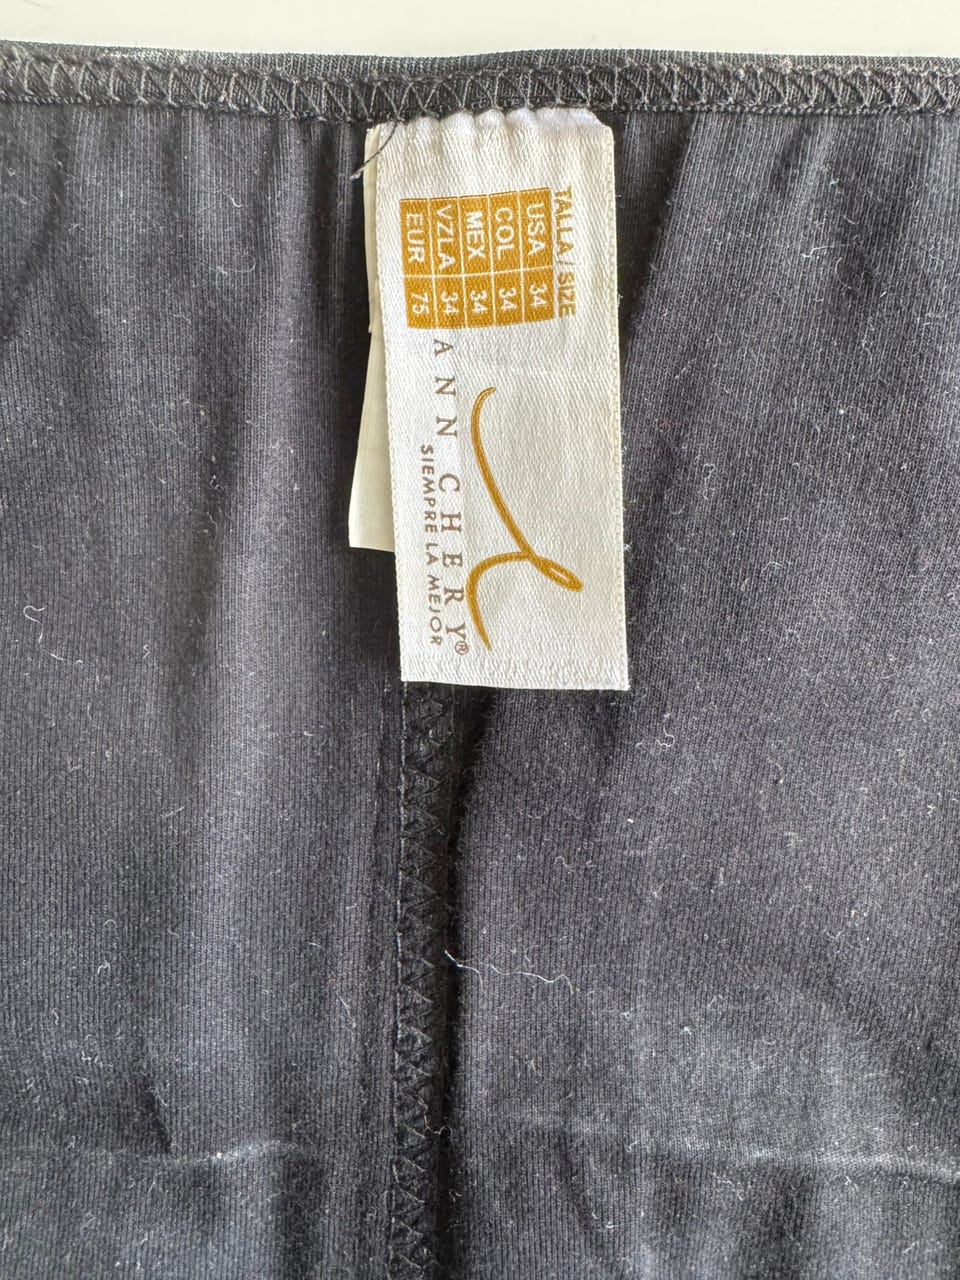 TALLA / SIZE
USA 34
COL 34
MEX 34
VZLA 34
EUR 75
ANN CHERY®
SIEMPRE LA MEJOR